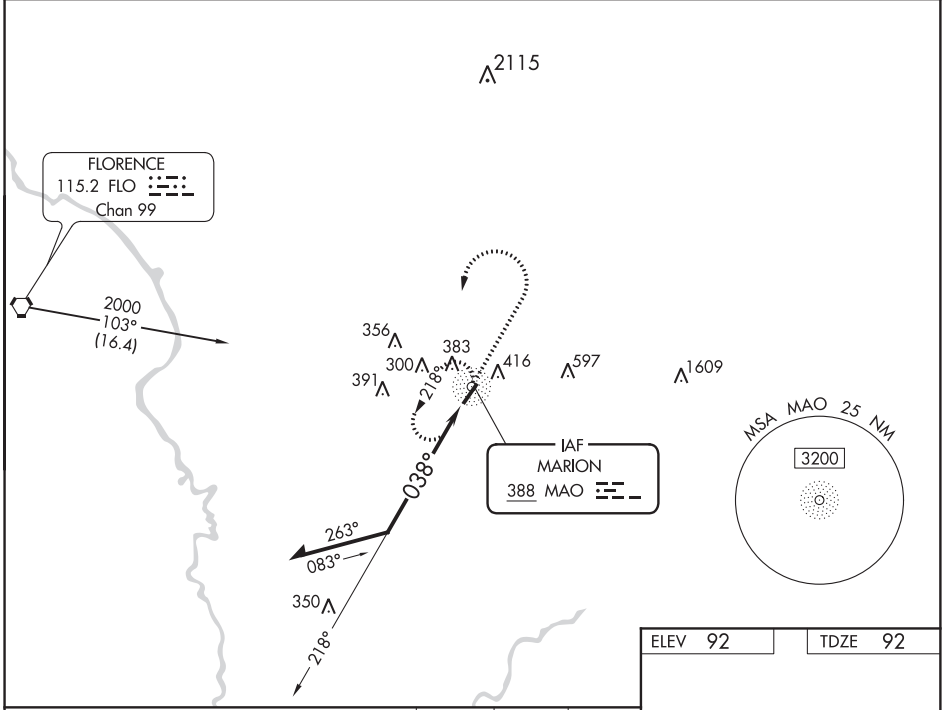 2115
FLORENCE
115.2 FLO
Chan 99
2000
103°
(16.4)
356
300
383
391
218°
416
597
1609
038°
IAF
MARION
388 MAO
MSA MAO 25 NM
3200
263°
083°
350
218°
ELEV 92
TDZE 92